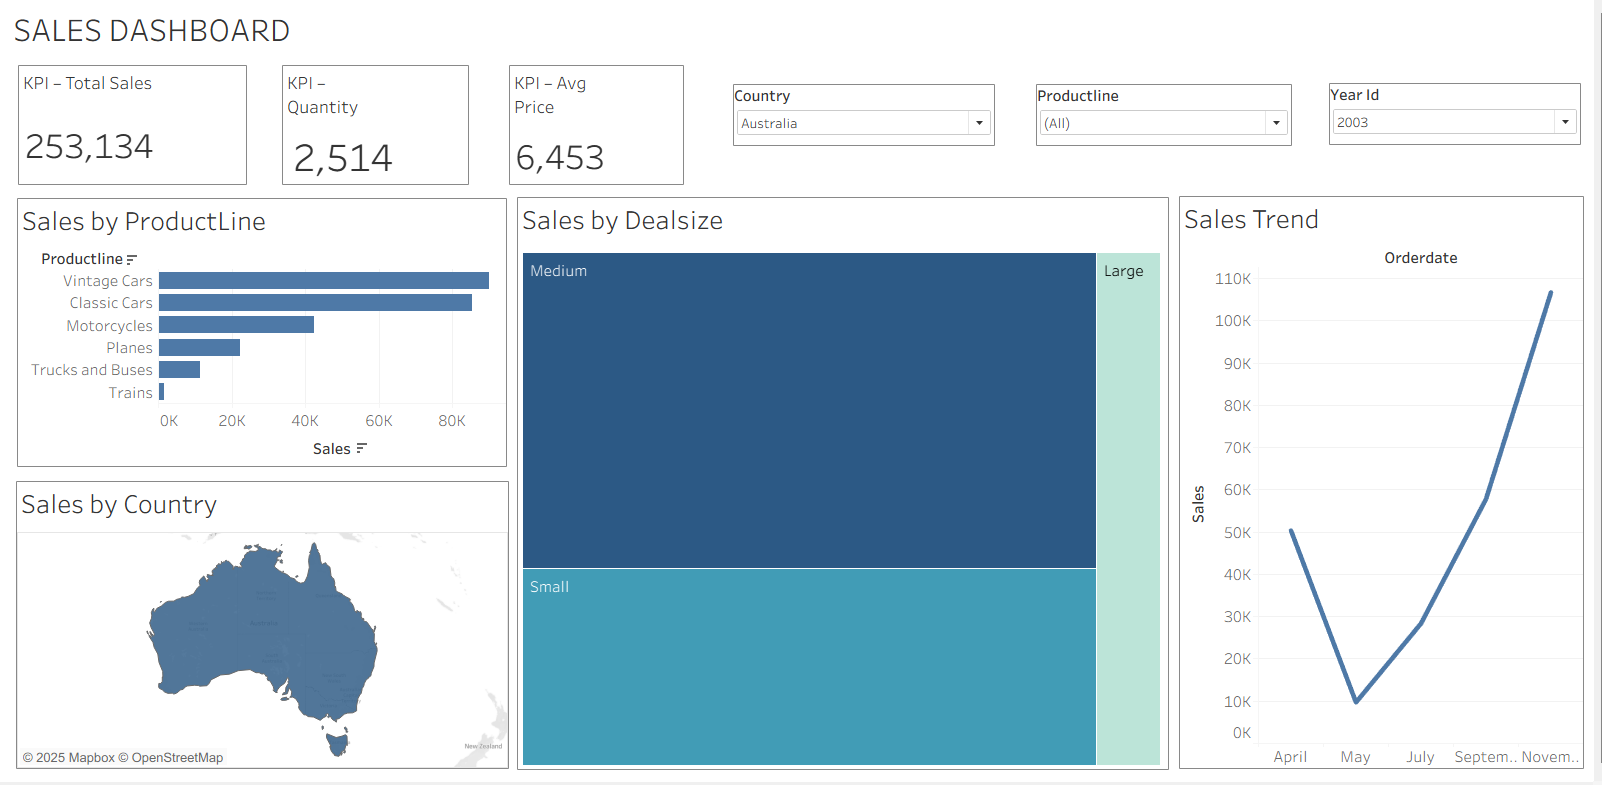 SALES DASHBOARD
KPI – Total Sales
253,134
KPI –
Quantity
2,514
KPI – Avg
Price
6,453
Country
Australia
Productline
(All)
Year Id
2003
Sales by ProductLine
Productline
Vintage Cars
Classic Cars
Motorcycles
Planes
Trucks and Buses
Trains
0K 20K 40K 60K 80K
Sales
Sales by Country
New Zealand
© 2025 Mapbox © OpenStreetMap
Sales by Dealsize
Medium
Large
Small
Sales Trend
Orderdate
110K
100K
90K
80K
70K
60K
50K
40K
30K
20K
10K
0K
Sales
April May July Septem.. Novem..